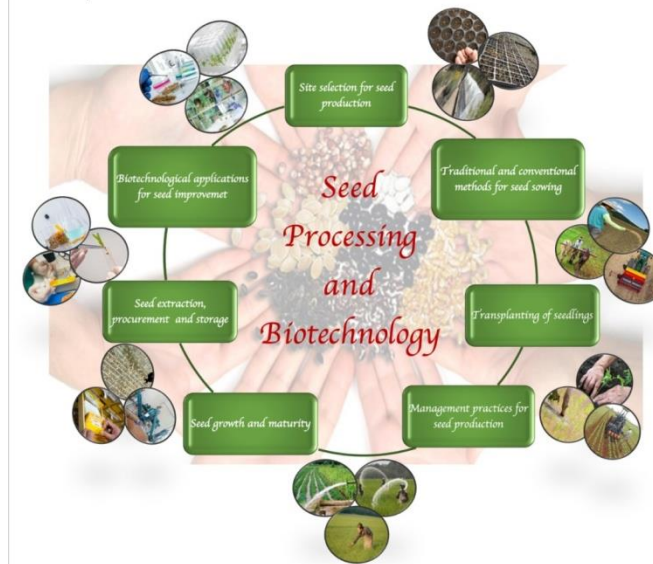 Site selection for seed
production
Traditional and conventional
methods for seed sowing
Transplanting of seedlings
Management practices for
seed production
Seed growth and maturity
Seed extraction,
procurement and storage
Biotechnological applications
for seed improvemet
Seed
Processing
and
Biotechnology